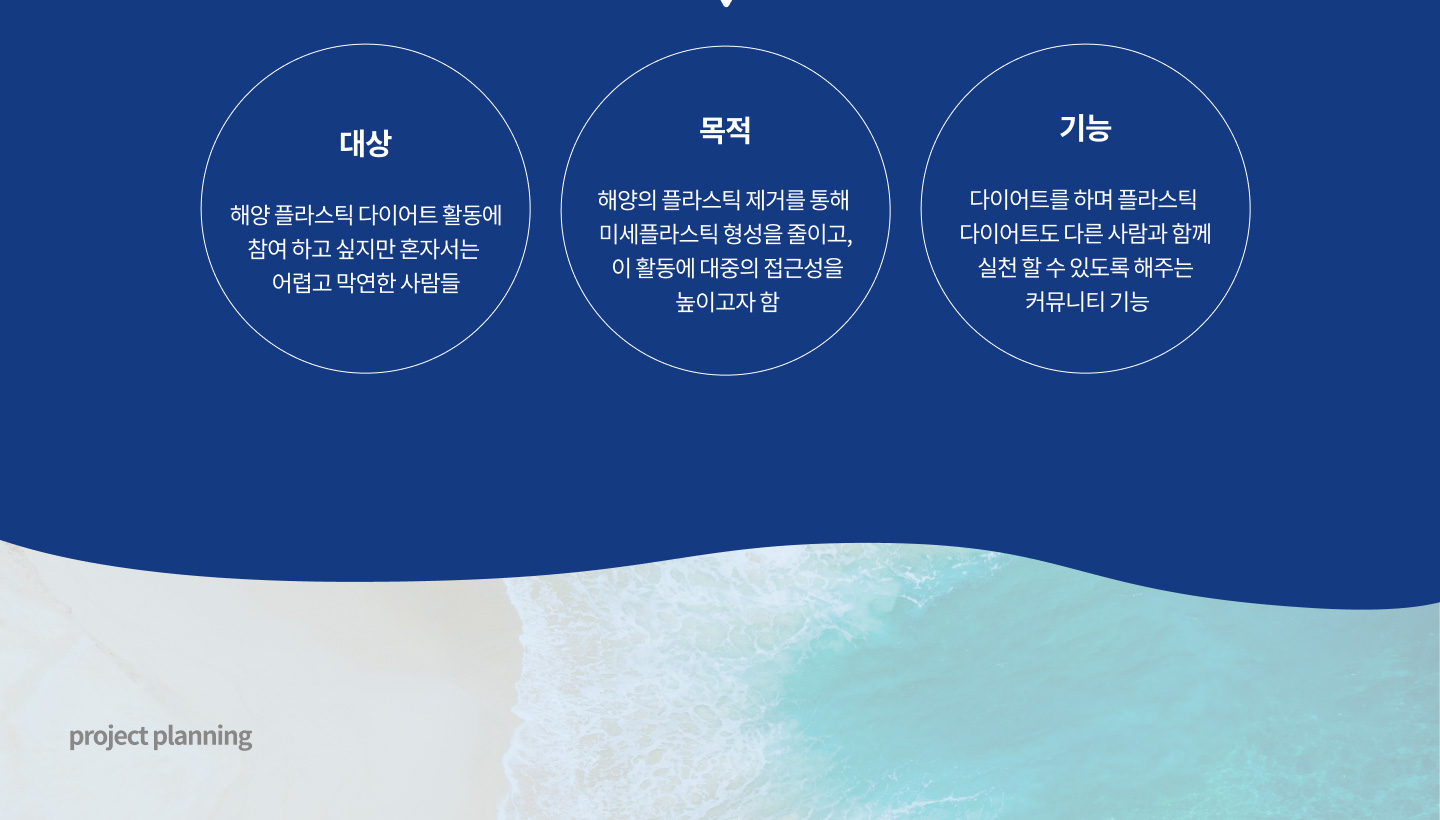 대상
해양 플라스틱 다이어트 활동에
참여 하고 싶지만 혼자서는
어렵고 막연한 사람들
목적
해양의 플라스틱 제거를 통해
미세플라스틱 형성을 줄이고,
이 활동에 대중의 접근성을
높이고자 함
기능
다이어트를 하며 플라스틱
다이어트도 다른 사람과 함께
실천 할 수 있도록 해주는
커뮤니티 기능
project planning